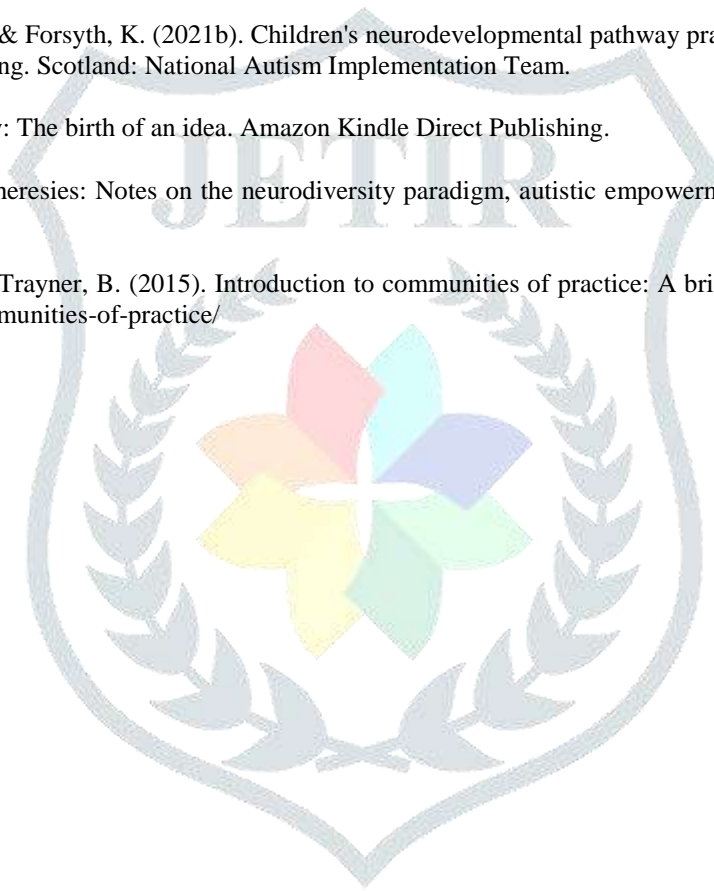 & Forsyth, K. (2021b). Children's neurodevelopmental pathway pra
ng. Scotland: National Autism Implementation Team.
: The birth of an idea. Amazon Kindle Direct Publishing.
heresies: Notes on the neurodiversity paradigm, autistic empower
Trayner, B. (2015). Introduction to communities of practice: A bri
munities-of-practice/
JETIR